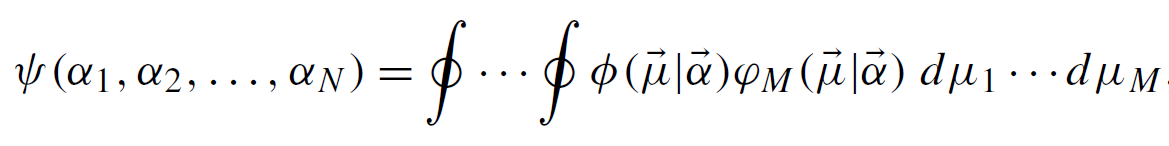 ψ(α₁, α₂, …, α_N) = ∮ ⋯ ∮ ϕ(μ⃗|α⃗)φ_M(μ⃗|α⃗) dμ₁ ⋯ dμ_M.